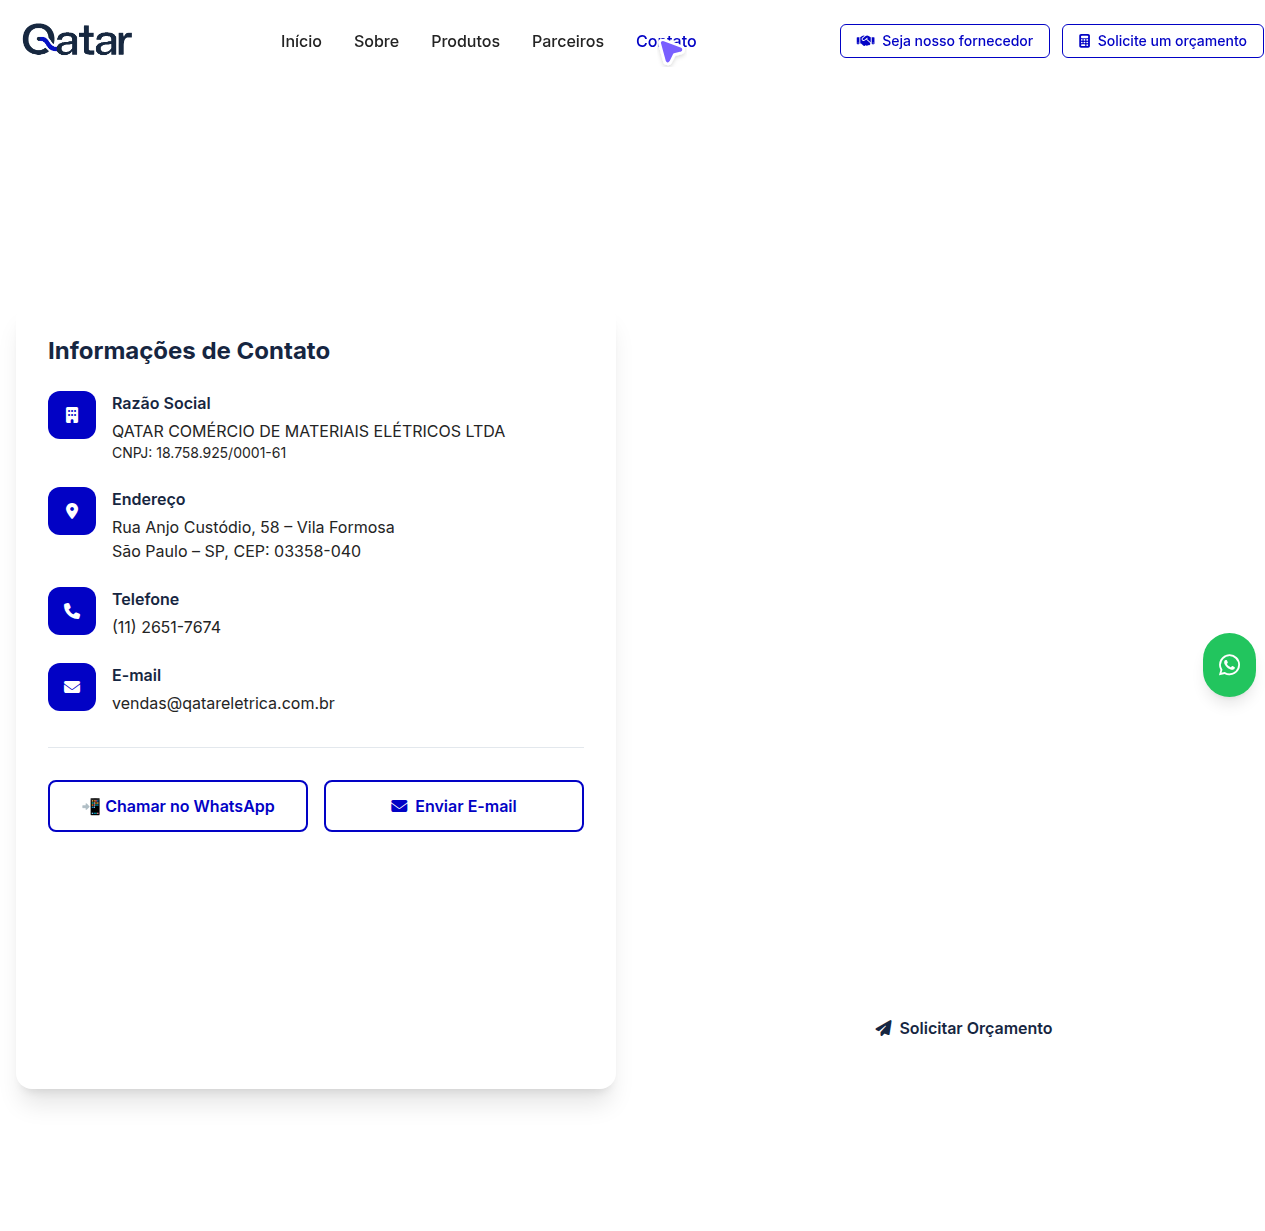 Qatar
Início
Sobre
Produtos
Parceiros
Contato
Seja nosso fornecedor
Solicite um orçamento
Informações de Contato
Razão Social
QATAR COMÉRCIO DE MATERIAIS ELÉTRICOS LTDA
CNPJ: 18.758.925/0001-61
Endereço
Rua Anjo Custódio, 58 – Vila Formosa
São Paulo – SP, CEP: 03358-040
Telefone
(11) 2651-7674
E-mail
vendas@qatareletrica.com.br
📲 Chamar no WhatsApp
Enviar E-mail
Solicitar Orçamento